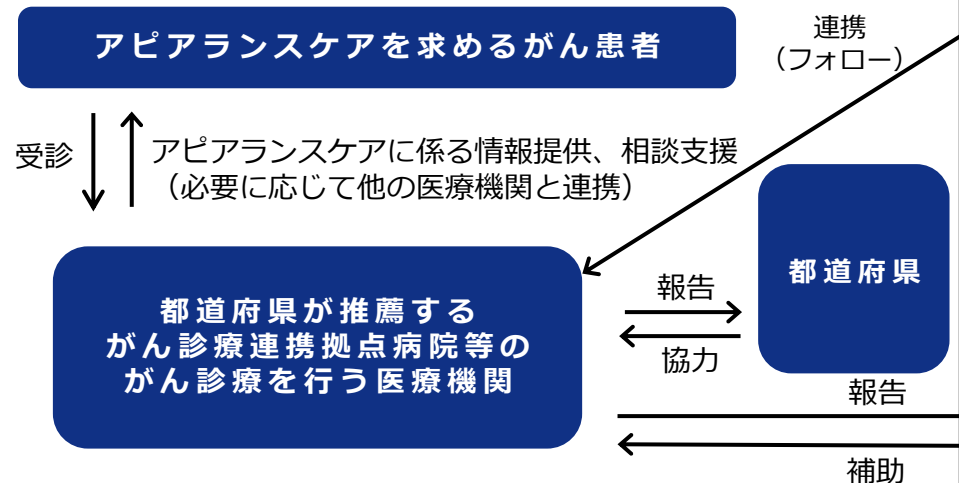 アピアランスケアを求めるがん患者
連携
（フォロー）
受診
アピアランスケアに係る情報提供、相談支援
（必要に応じて他の医療機関と連携）
都道府県
都道府県が推薦する
がん診療連携拠点病院等の
がん診療を行う医療機関
報告
協力
報告
補助